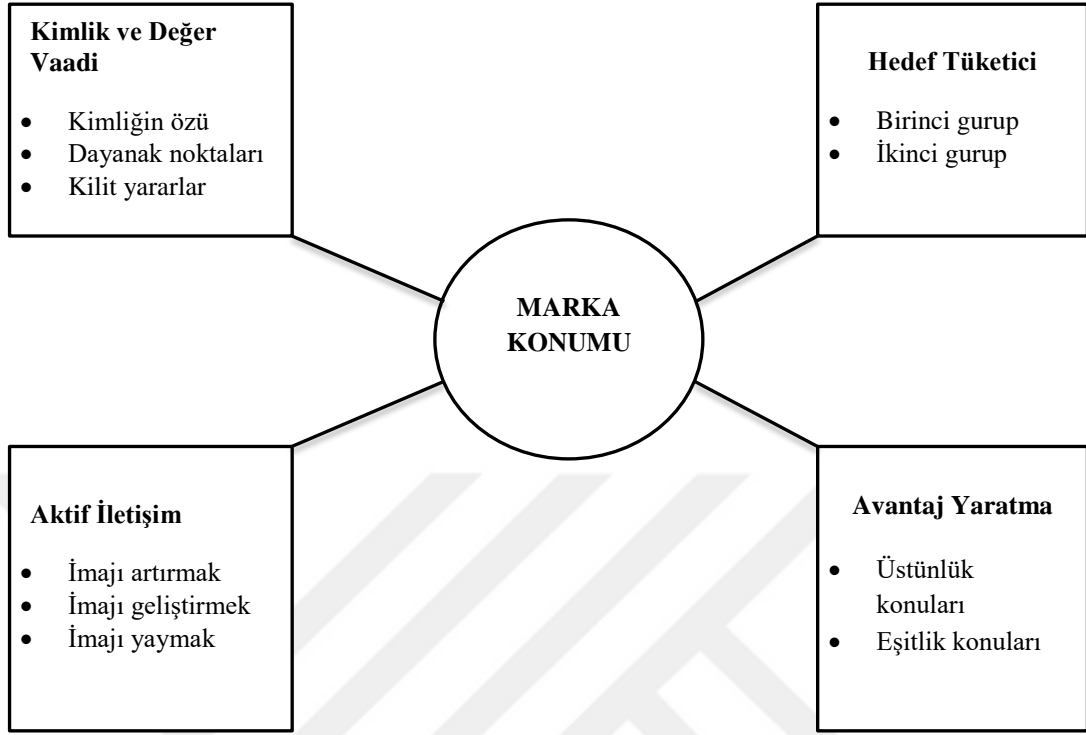 Kimlik ve Değer
Vaadi
• Kimliğin özü
• Dayanak noktaları
• Kilit yararlar
Hedef Tüketici
• Birinci gurup
• İkinci gurup
MARKA
KONUMU
Aktif İletişim
• İmajı artırmak
• İmajı geliştirmek
• İmajı yaymak
Avantaj Yaratma
• Üstünlük
konuları
• Eşitlik konuları